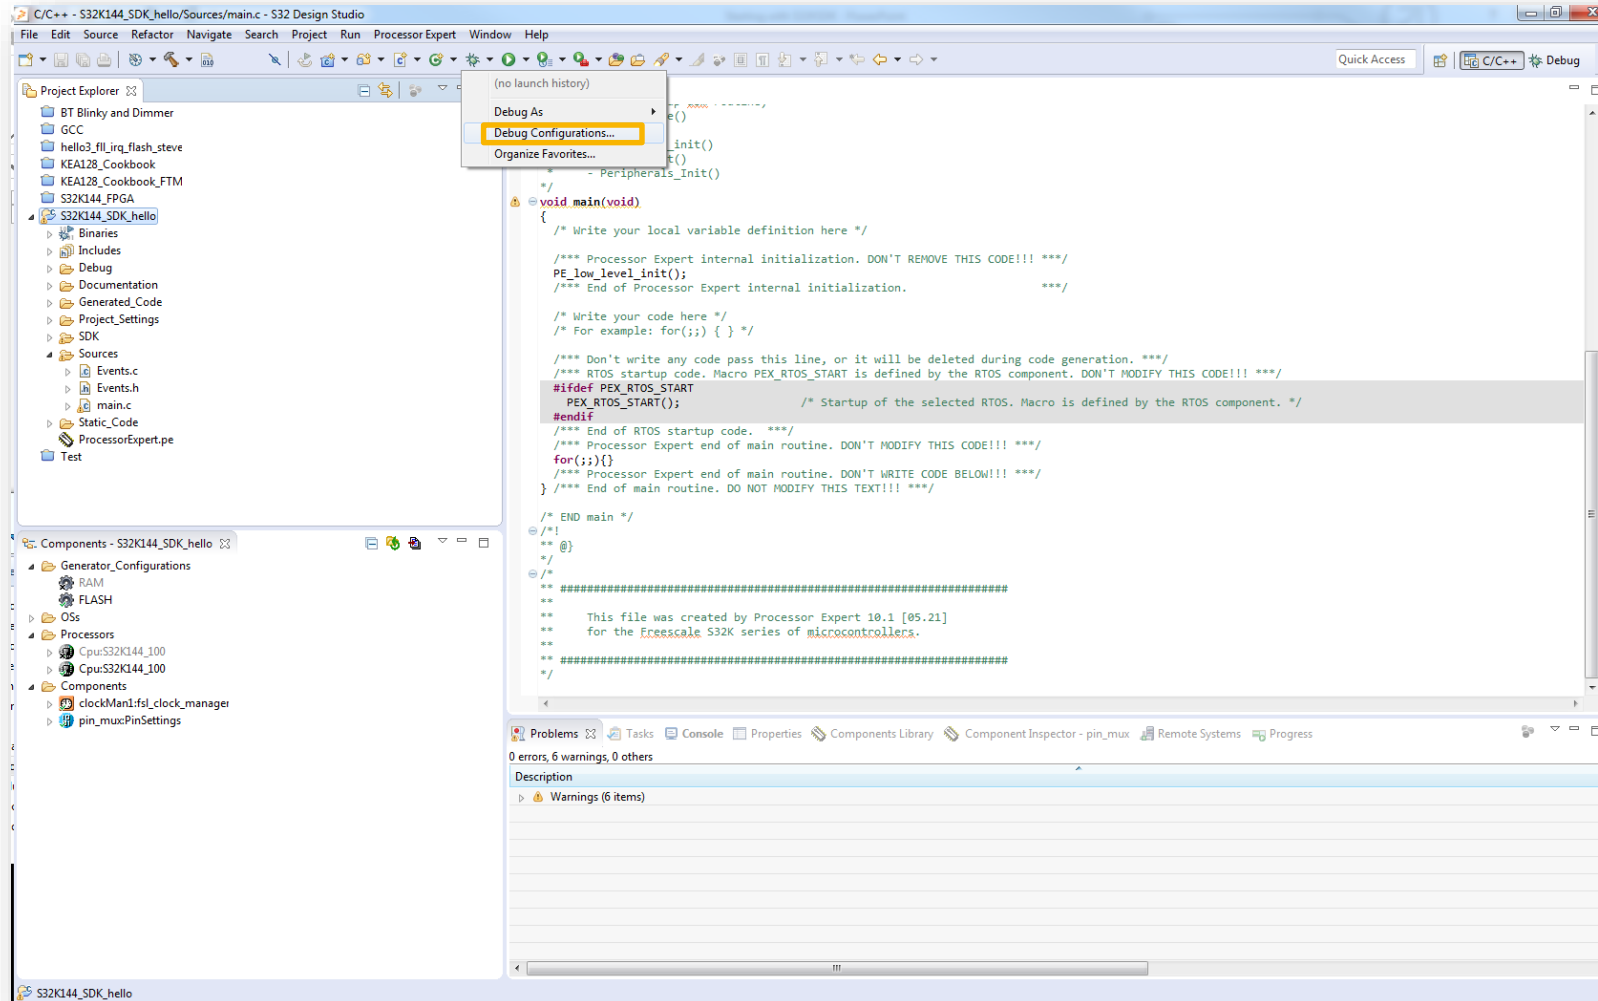 C/C++ - S32K144_SDK_hello/Sources/main.c - S32 Design Studio
File Edit Source Refactor Navigate Search Project Run Processor Expert Window Help
Quick Access
C/C++
Debug
Project Explorer
BT Blinky and Dimmer
GCC
hello3_fll_irq_flash_steve
KEA128_Cookbook
KEA128_Cookbook_FTM
S32K144_FPGA
S32K144_SDK_hello
Binaries
Includes
Debug
Documentation
Generated_Code
Project_Settings
SDK
Sources
Events.c
Events.h
main.c
Static_Code
ProcessorExpert.pe
Test
(no launch history)
Debug As
Debug Configurations...
Organize Favorites...
e()
_init()
t()
* - Peripherals_Init()
*/
void main(void)
{
/* Write your local variable definition here */
/*** Processor Expert internal initialization. DON'T REMOVE THIS CODE!!! ***/
PE_low_level_init();
/*** End of Processor Expert internal initialization. ***/
/* Write your code here */
/* For example: for(;;) { } */
/*** Don't write any code pass this line, or it will be deleted during code generation. ***/
/*** RTOS startup code. Macro PEX_RTOS_START is defined by the RTOS component. DON'T MODIFY THIS CODE!!! ***/
#ifdef PEX_RTOS_START
PEX_RTOS_START(); /* Startup of the selected RTOS. Macro is defined by the RTOS component. */
#endif
/*** End of RTOS startup code. ***/
/*** Processor Expert end of main routine. DON'T MODIFY THIS CODE!!! ***/
for(;;){}
/*** Processor Expert end of main routine. DON'T WRITE CODE BELOW!!! ***/
} /*** End of main routine. DO NOT MODIFY THIS TEXT!!! ***/
/* END main */
/*!
** @}
*/
/*
** ###################################################################
**
** This file was created by Processor Expert 10.1 [05.21]
** for the Freescale S32K series of microcontrollers.
**
** ###################################################################
*/
Components - S32K144_SDK_hello
Generator_Configurations
RAM
FLASH
OSs
Processors
Cpu:S32K144_100
Cpu:S32K144_100
Components
clockMan1:fsl_clock_manager
pin_mux:PinSettings
Problems Tasks Console Properties Components Library Component Inspector - pin_mux Remote Systems Progress
0 errors, 6 warnings, 0 others
Description
Warnings (6 items)
S32K144_SDK_hello